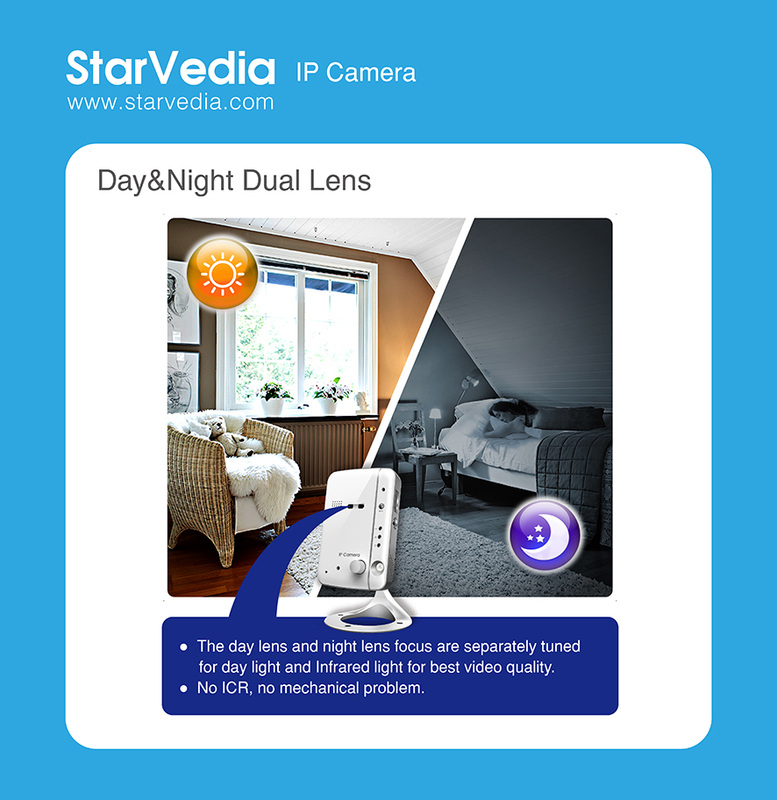 StarVedia IP Camera
www.starvedia.com
Day&Night Dual Lens
IP Camera
● The day lens and night lens focus are separately tuned
for day light and Infrared light for best video quality.
● No ICR, no mechanical problem.